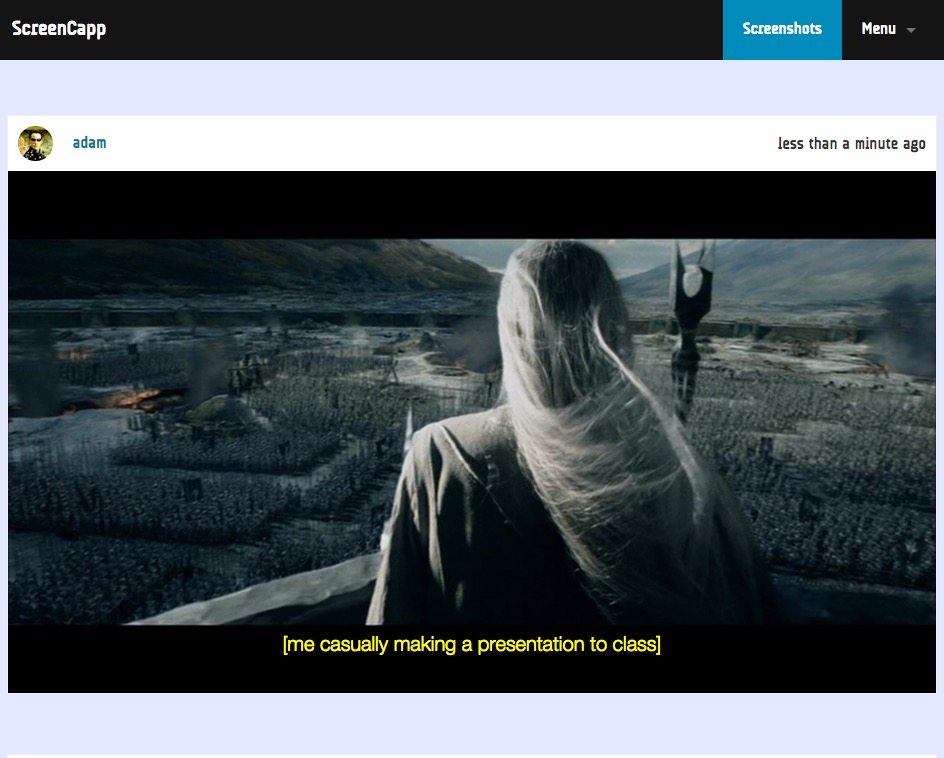 ScreenCapp
Screenshots
Menu
adam
less than a minute ago
[me casually making a presentation to class]